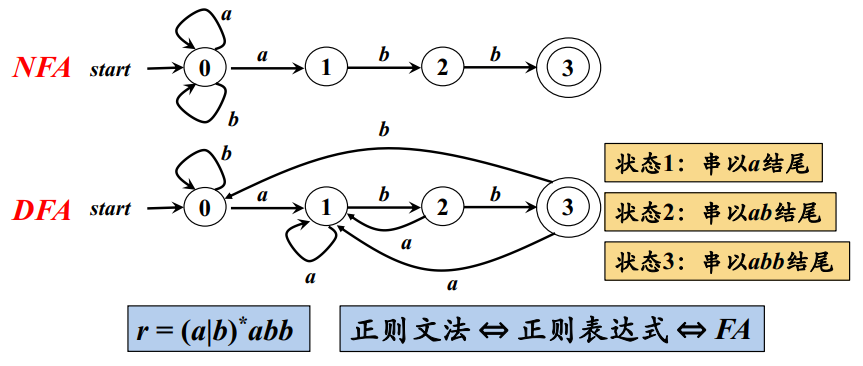 a
NFA start 0 a 1 b 2 b 3
b
b
b
状态1：串以a结尾
DFA start 0 a 1 b 2 b 3
状态2：串以ab结尾
a
状态3：串以abb结尾
a
a
r = (a|b)*abb
正则文法 ⇔ 正则表达式 ⇔ FA